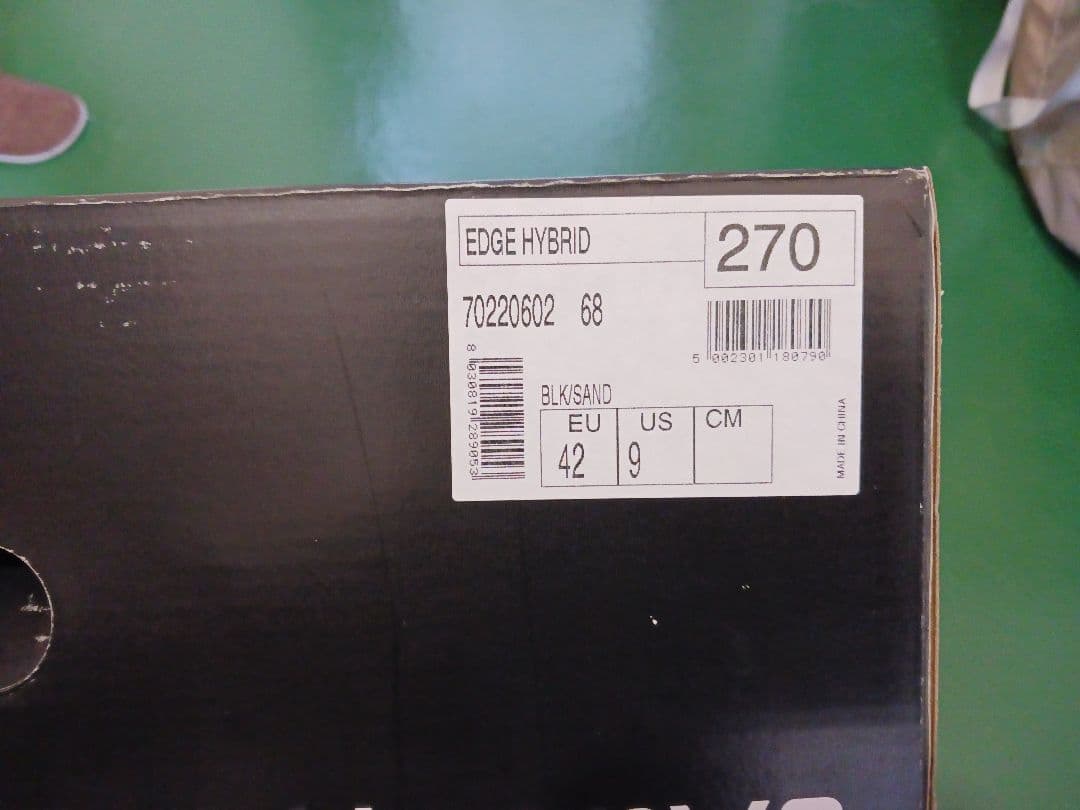 EDGE HYBRID
270
70220602 68
5 002301 180790
8 030819 289053
BLK/SAND
EU US CM
42 9
MADE IN CHINA